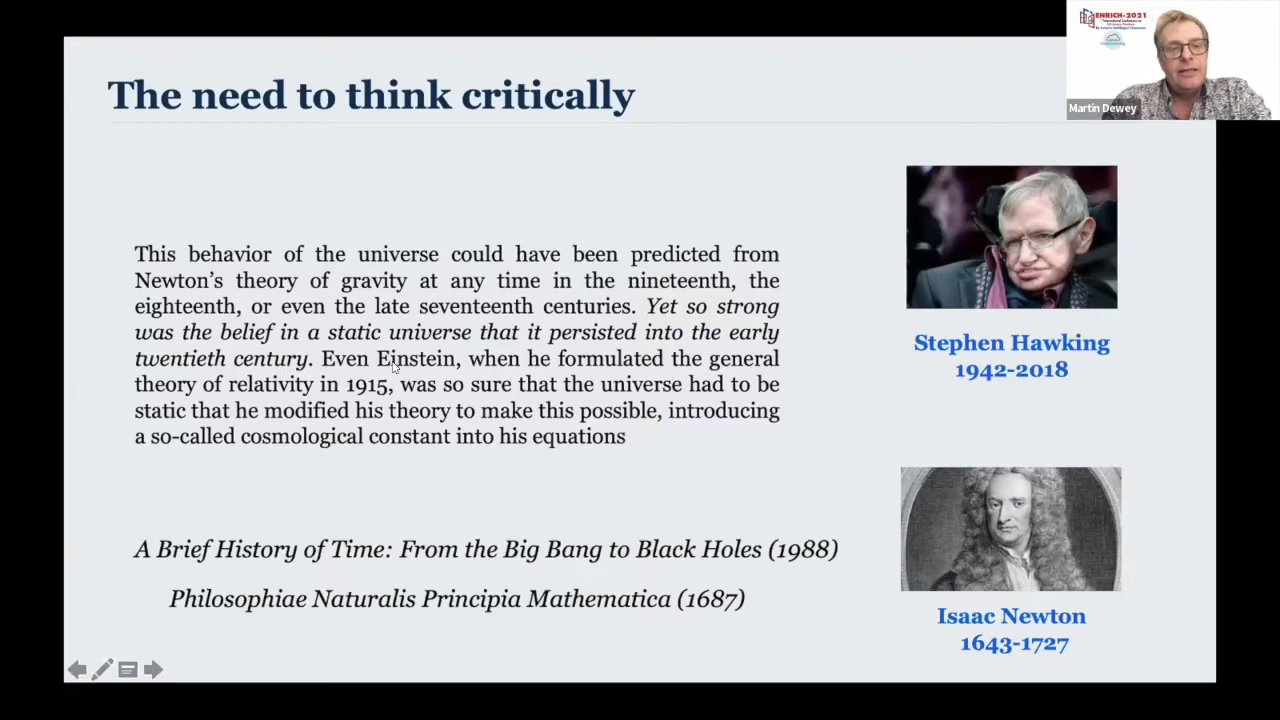 The need to think critically
ENRICH-2021
Martin Dewey
This behavior of the universe could have been predicted from
Newton's theory of gravity at any time in the nineteenth, the
eighteenth, or even the late seventeenth centuries. Yet so strong
was the belief in a static universe that it persisted into the early
twentieth century. Even Einstein, when he formulated the general
theory of relativity in 1915, was so sure that the universe had to be
static that he modified his theory to make this possible, introducing
a so-called cosmological constant into his equations
Stephen Hawking
1942-2018
A Brief History of Time: From the Big Bang to Black Holes (1988)
Philosophiae Naturalis Principia Mathematica (1687)
Isaac Newton
1643-1727